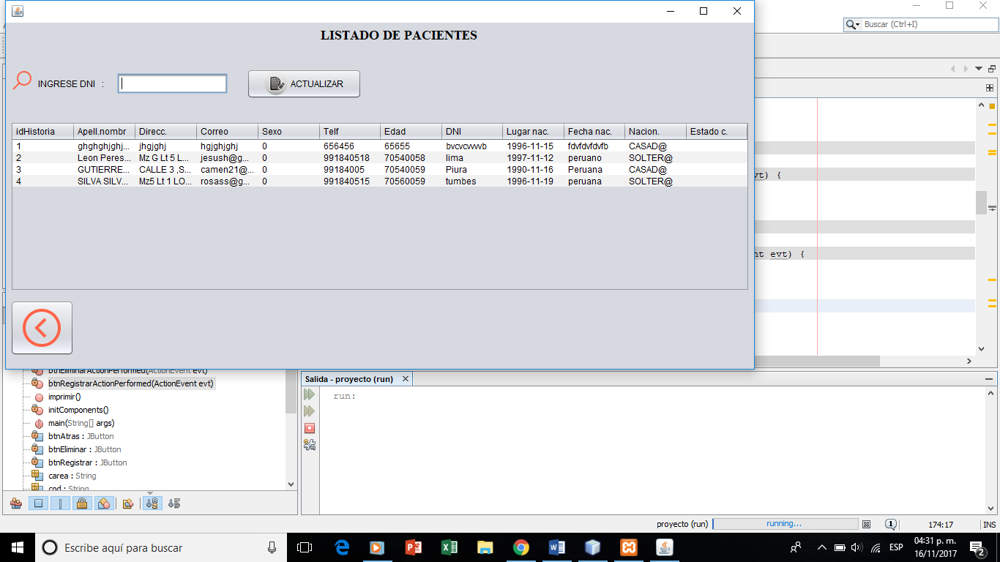 LISTADO DE PACIENTES
Buscar (Ctrl+I)
INGRESE DNI :
ACTUALIZAR
idHistoria Apell.nombr Direcc. Correo Sexo Telf Edad DNI Lugar nac. Fecha nac. Nacion. Estado c.
1 ghghghjghj... jhgjghj hgjghjghj 0 656456 65655 bvcvcwvvb 1996-11-15 fdvfdvfdvfb CASAD@
2 Leon Peres... Mz G Lt 5 L... jesush@g... 0 991840518 70540058 lima 1997-11-12 peruano SOLTER@
3 GUTIERRE... CALLE 3 ,S... camen21@... 0 99184005 70540059 Piura 1990-11-16 Peruana CASAD@
4 SILVA SILV... Mz5 Lt 1 LO... rosass@g... 0 991840515 70560059 tumbes 1996-11-19 peruana SOLTER@
vt) {
nt evt) {
btnEliminarActionPerformed(ActionEvent evt)
btnRegistrarActionPerformed(ActionEvent evt)
imprimir()
initComponents()
main(String[] args)
btnAtras : JButton
btnEliminar : JButton
btnRegistrar : JButton
carea : String
cod : String
Salida - proyecto (run)
run:
proyecto (run)
running...
1
174:17
INS
Escribe aquí para buscar
ESP
04:31 p. m.
16/11/2017
2